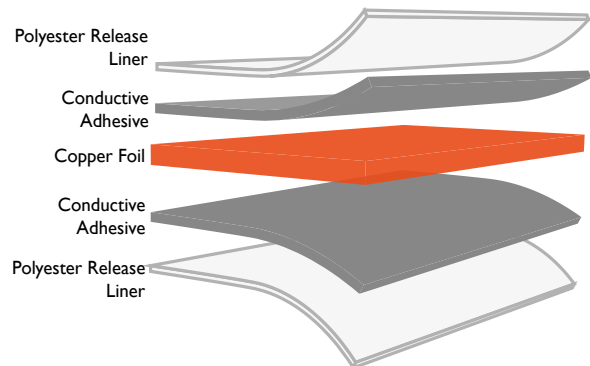 Polyester Release
Liner
Conductive
Adhesive
Copper Foil
Conductive
Adhesive
Polyester Release
Liner